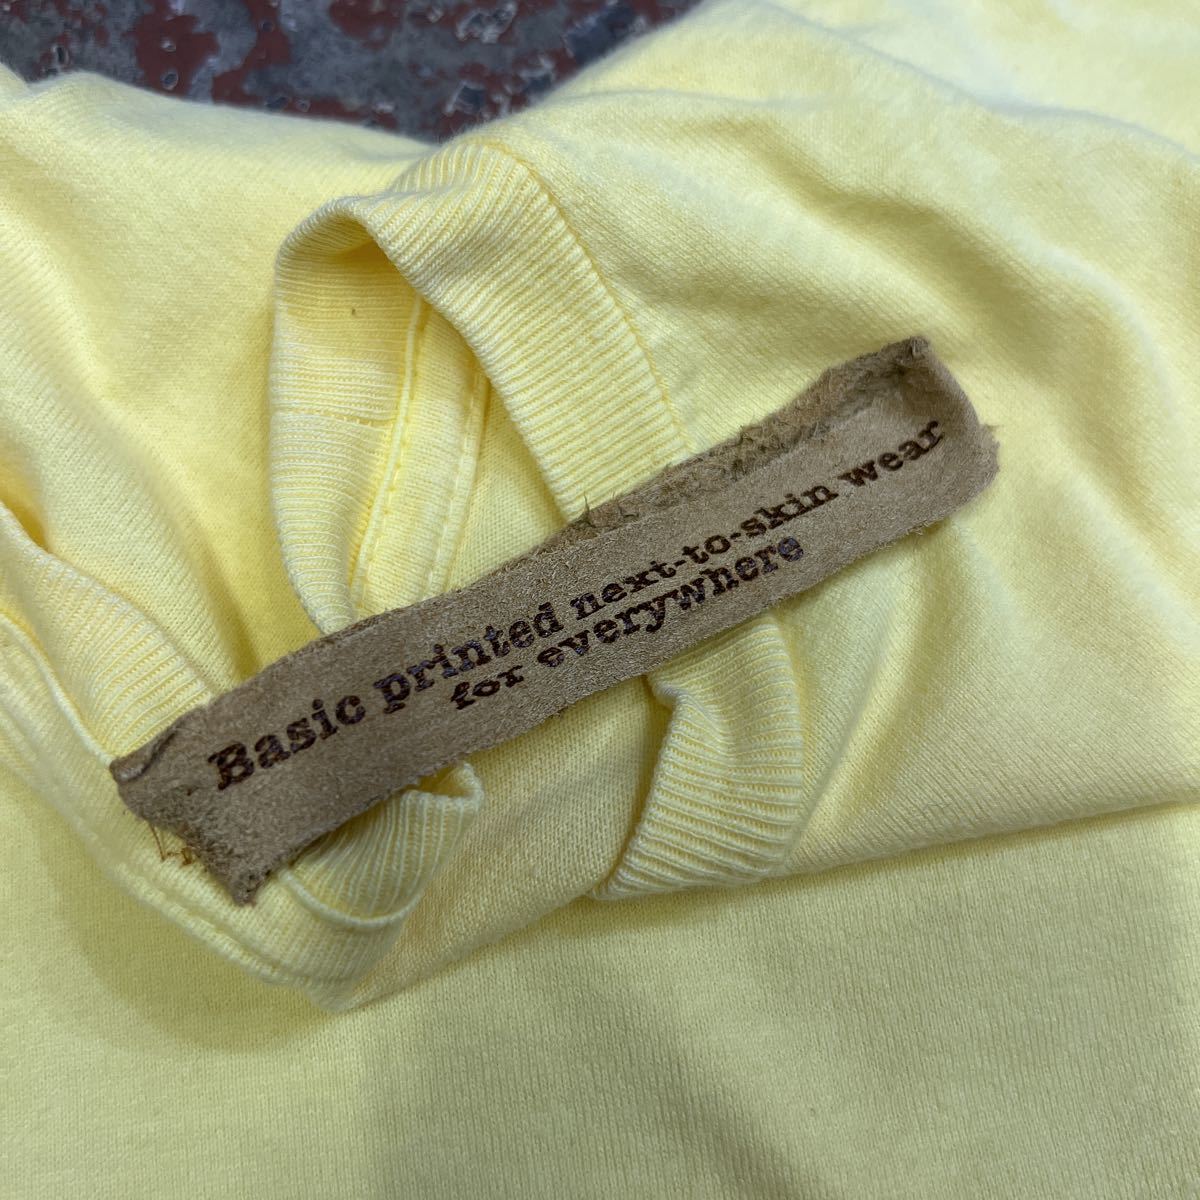 Basic printed next-to-skin wear
for everywhere